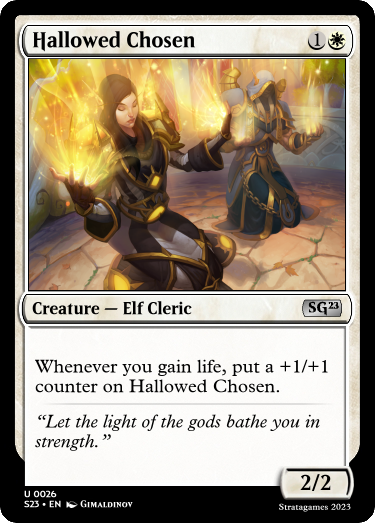 Hallowed Chosen 1
Creature — Elf Cleric SG23
Whenever you gain life, put a +1/+1
counter on Hallowed Chosen.
“Let the light of the gods bathe you in
strength.”
2/2
U 0026
S23 • EN GIMALDINOV
Stratagames 2023